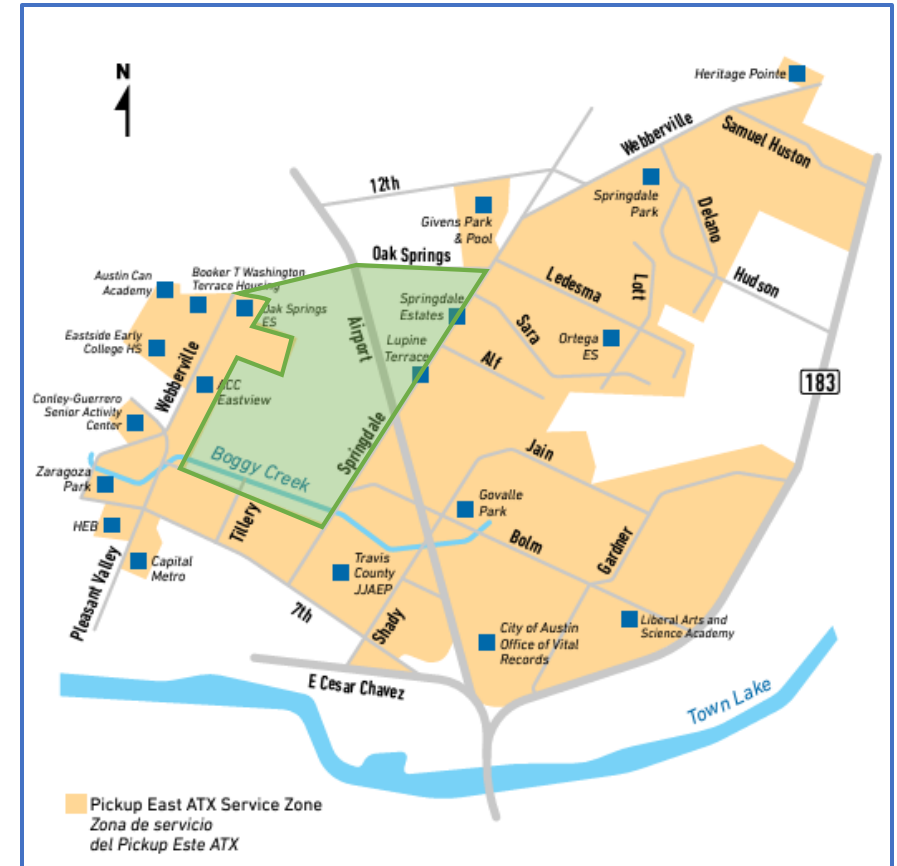 N
Heritage Pointe
Webberville
Samuel Huston
12th
Springdale
Park
Delano
Givens Park
& Pool
Oak Springs
Ledesma
Loft
Hudson
Austin Can
Academy
Booker T Washington
Terrace Housing
Oak Springs
ES
Springdale
Estates
Airport
Sara
Ortega
ES
Eastside Early
College HS
Lupine
Terrace
Alf
183
Webberville
ACC
Eastview
Conley-Guerrero
Senior Activity
Center
Springdale
Jain
Boggy Creek
Zaragoza
Park
Govalle
Park
HEB
Tillery
Bolm
Gardner
Capital
Metro
Pleasant Valley
Travis
County
JJAEP
7th
Shady
City of Austin
Office of Vital
Records
Liberal Arts and
Science Academy
E Cesar Chavez
Town Lake
Pickup East ATX Service Zone
Zona de servicio
del Pickup Este ATX